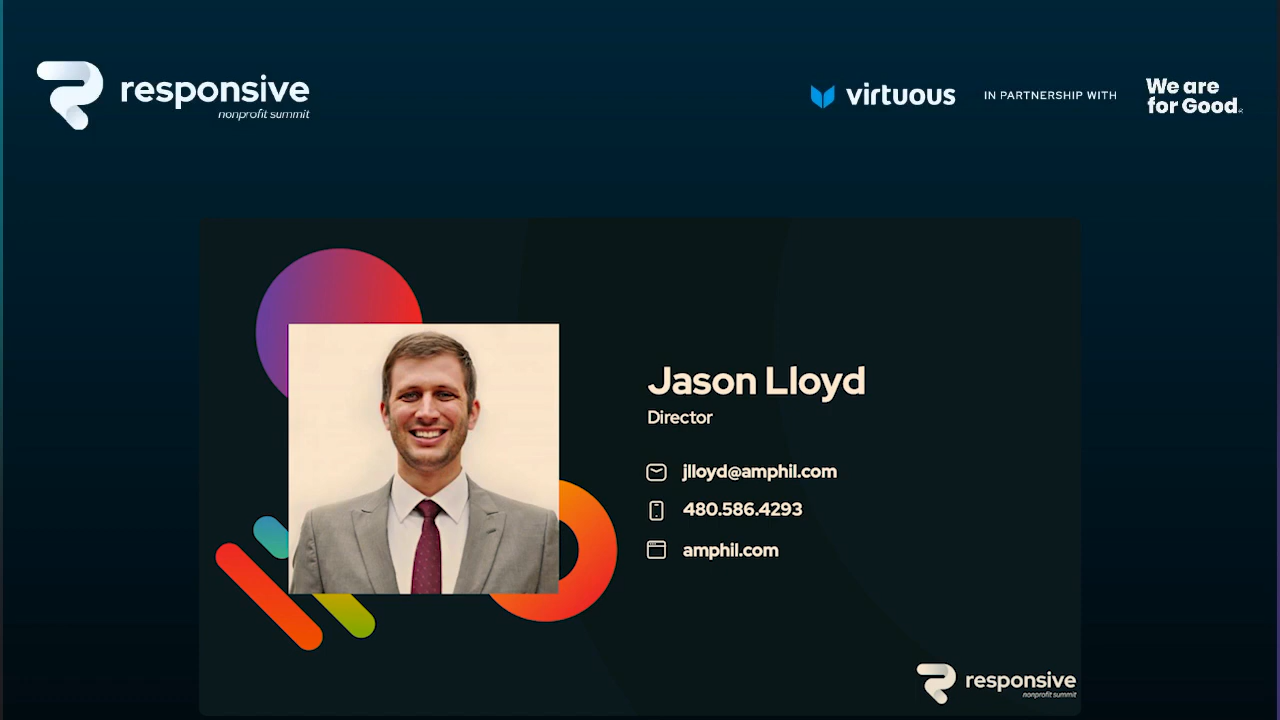 responsive
nonprofit summit
virtuous
IN PARTNERSHIP WITH
We are
for Good.
Jason Lloyd
Director
jlloyd@amphil.com
480.586.4293
amphil.com
responsive
nonprofit summit